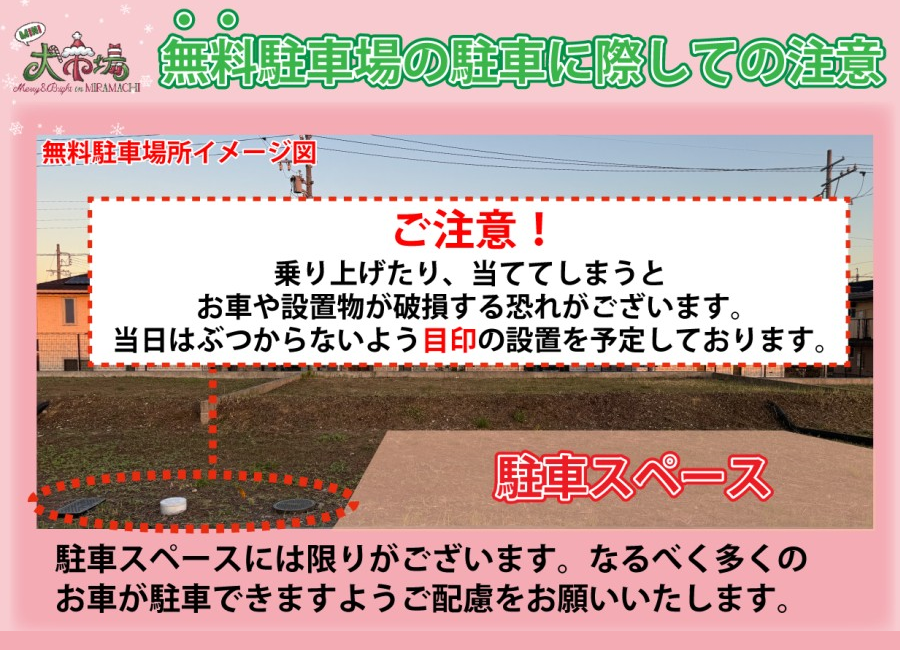 MINI
犬市場
Merry&Bright in MIRAMACHI
無料駐車場の駐車に際しての注意
無料駐車場所イメージ図
ご注意！
乗り上げたり、当ててしまうと
お車や設置物が破損する恐れがございます。
当日はぶつからないよう目印の設置を予定しております。
駐車スペース
駐車スペースには限りがございます。なるべく多くの
お車が駐車できますようご配慮をお願いいたします。